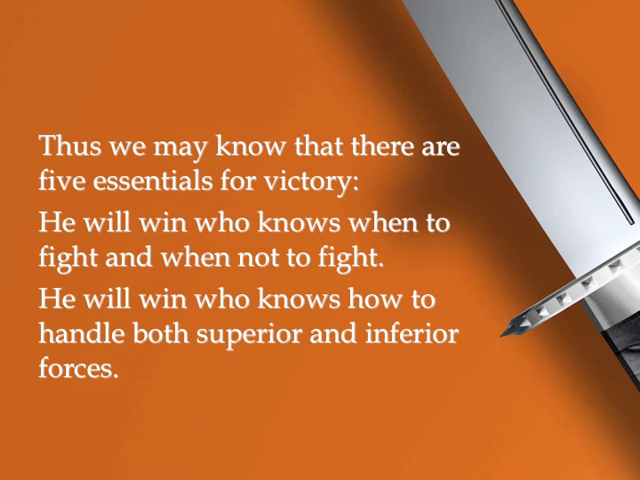 Thus we may know that there are
five essentials for victory:
He will win who knows when to
fight and when not to fight.
He will win who knows how to
handle both superior and inferior
forces.